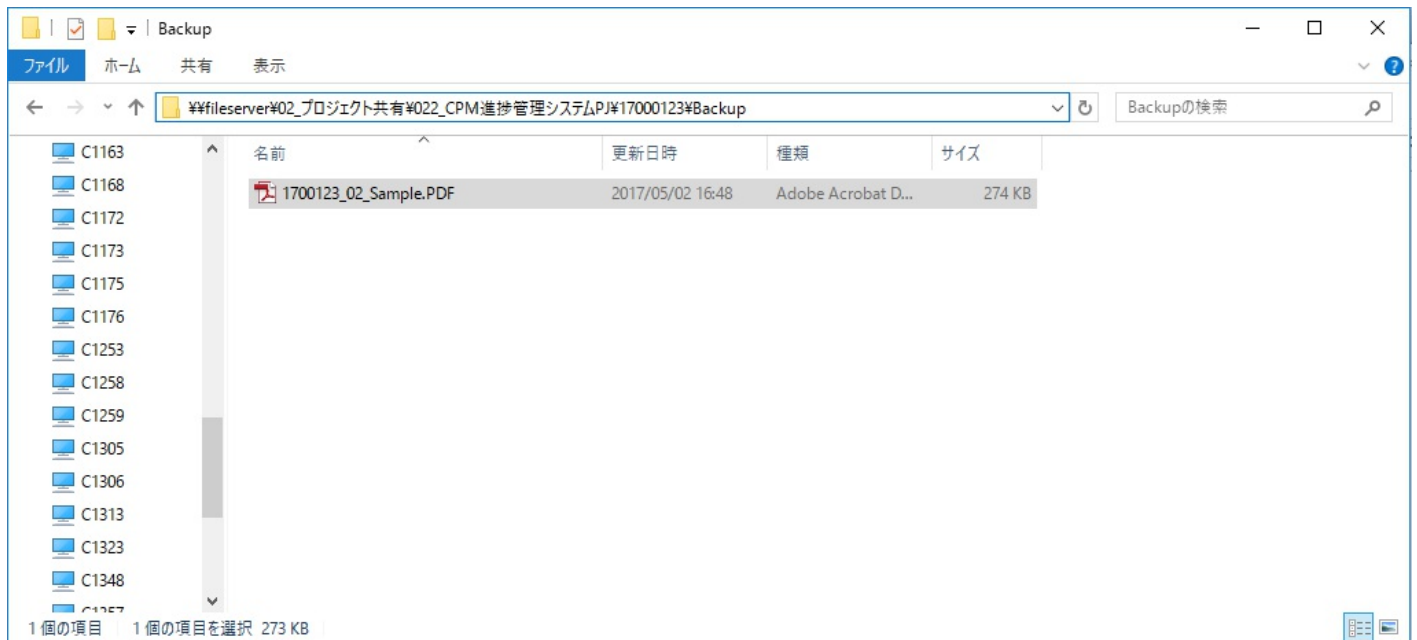 Backup
ファイル ホーム 共有 表示
¥¥fileserver¥02_プロジェクト共有¥022_CPM進捗管理システムPJ¥17000123¥Backup Backupの検索
名前 更新日時 種類 サイズ
1700123_02_Sample.PDF 2017/05/02 16:48 Adobe Acrobat D... 274 KB
C1163
C1168
C1172
C1173
C1175
C1176
C1253
C1258
C1259
C1305
C1306
C1313
C1323
C1348
C1357
1 個の項目 1 個の項目を選択 273 KB